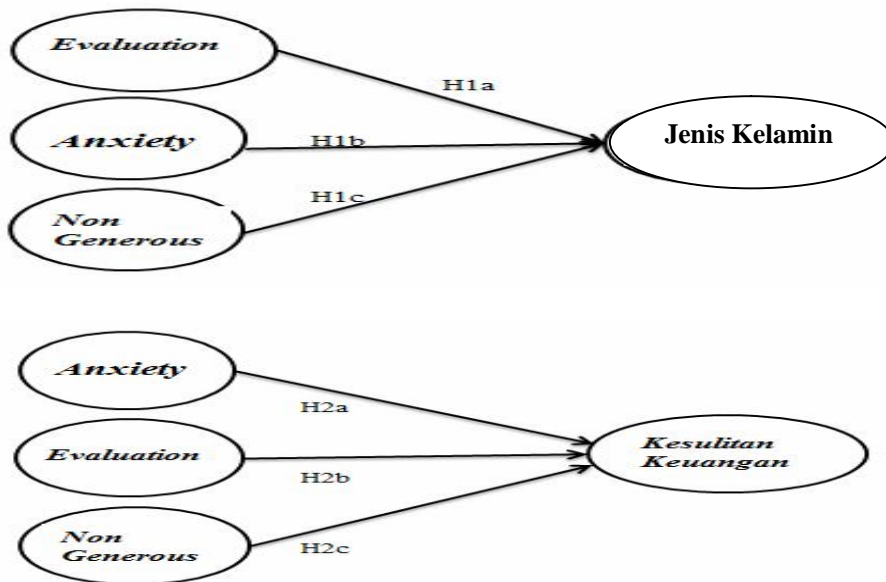 Evaluation
H1a
Anxiety
H1b
Jenis Kelamin
Non
Generous
H1c
Anxiety
H2a
Evaluation
H2b
Kesulitan
Keuangan
Non
Generous
H2c